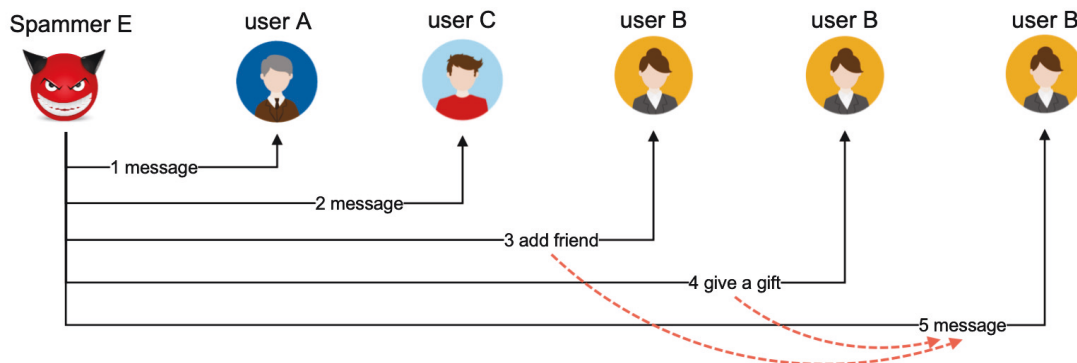 Spammer E
user A
user C
user B
user B
user B
1 message
2 message
3 add friend
4 give a gift
5 message